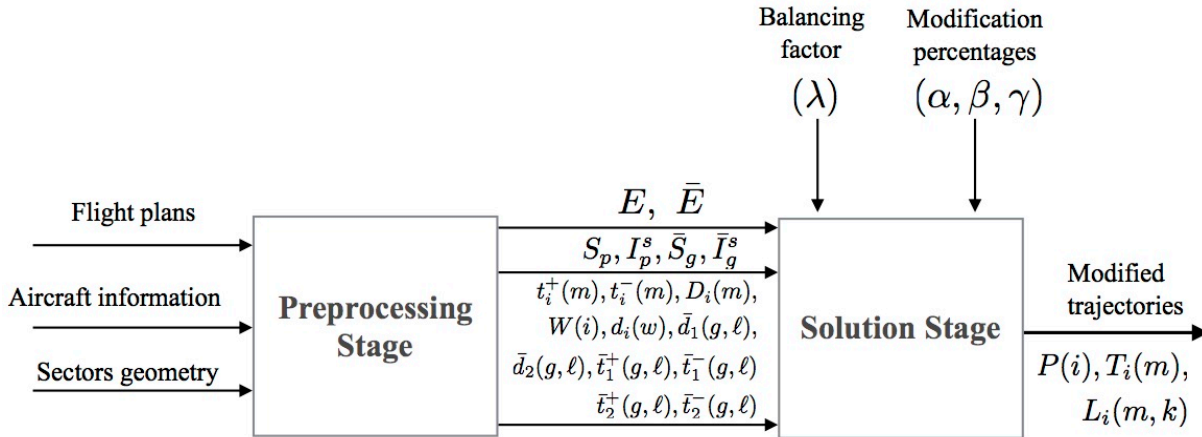 Balancing
factor
(λ)
Modification
percentages
(α, β, γ)
Flight plans
Aircraft information
Sectors geometry
Preprocessing
Stage
E, Ē
S_p, I_p^s, S̄_g, Ī_g^s
t_i^+(m), t_i^-(m), D_i(m),
W(i), d_i(w), d̄_1(g, ℓ),
d̄_2(g, ℓ), t̄_1^+(g, ℓ), t̄_1^-(g, ℓ)
t̄_2^+(g, ℓ), t̄_2^-(g, ℓ)
Solution Stage
Modified
trajectories
P(i), T_i(m),
L_i(m, k)